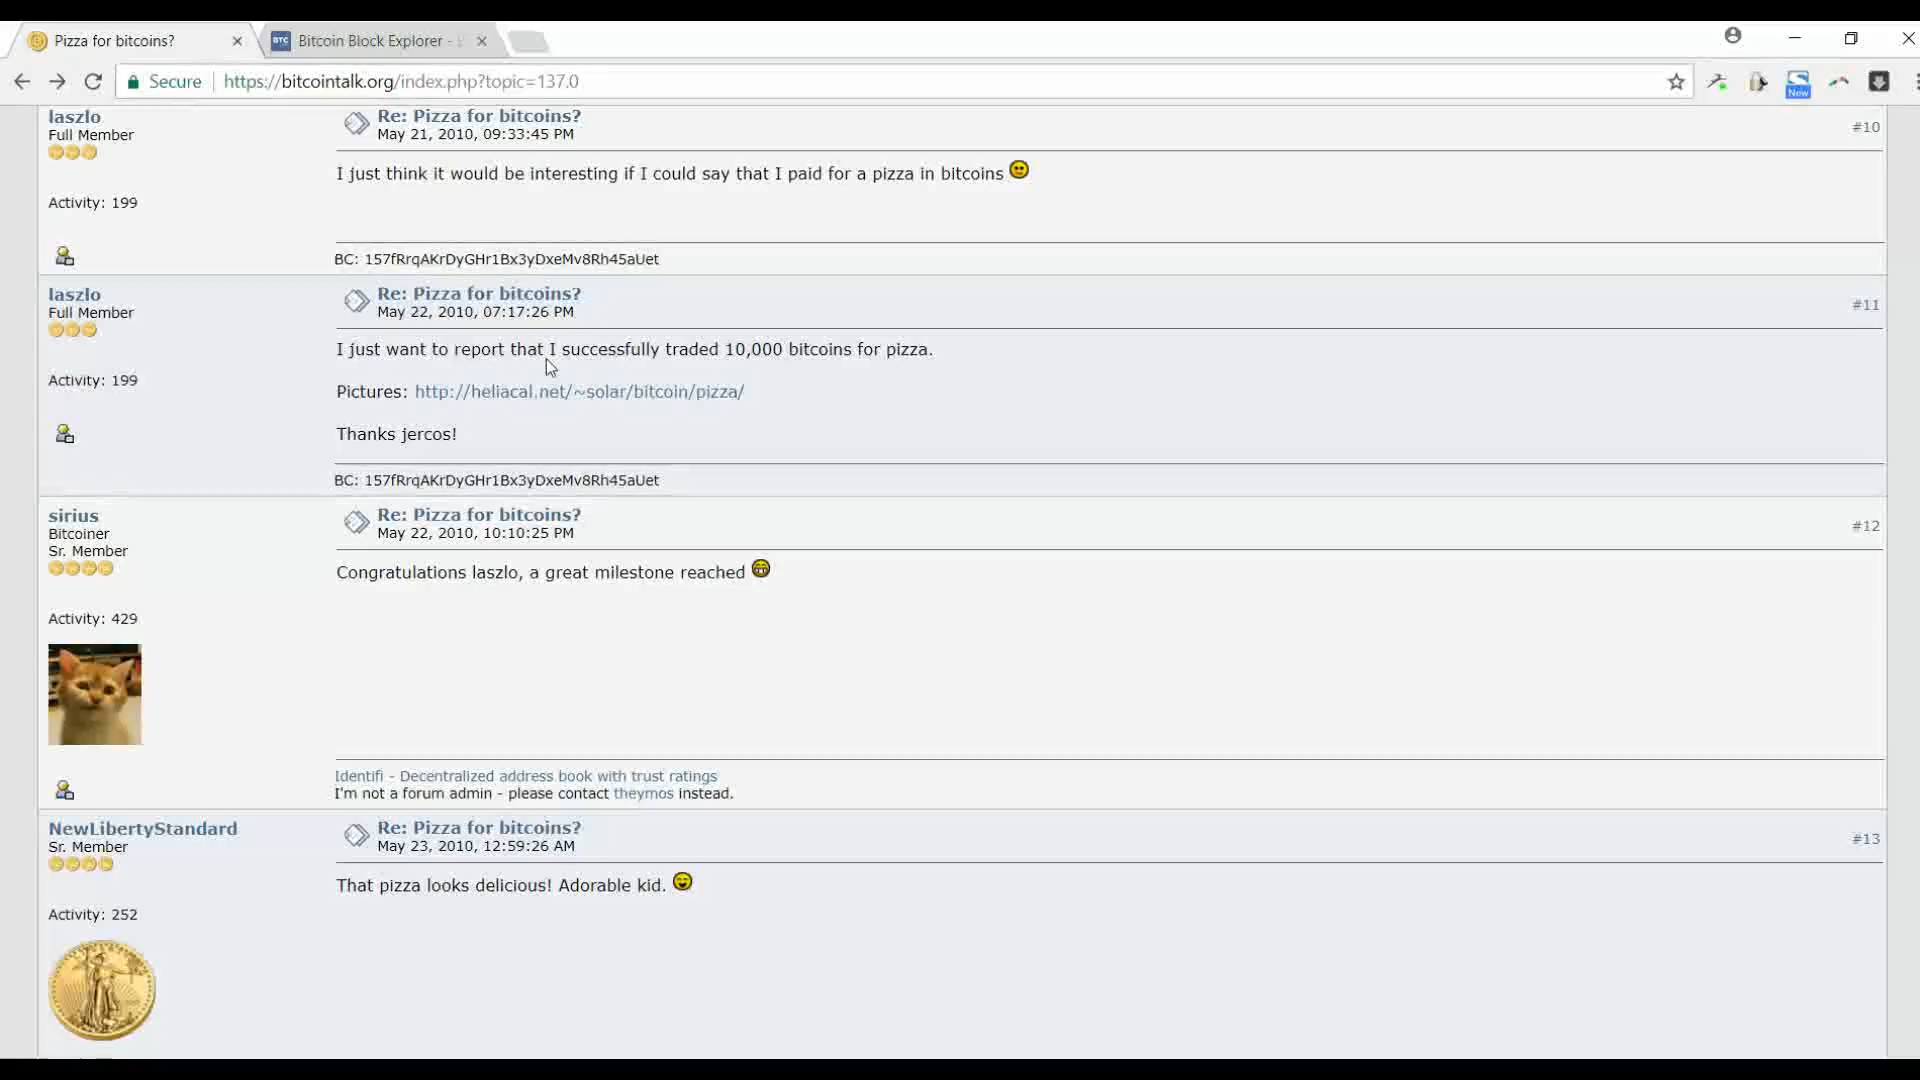 Pizza for bitcoins?
Bitcoin Block Explorer -
Secure
https://bitcointalk.org/index.php?topic=137.0
New
laszlo
Full Member
Activity: 199
Re: Pizza for bitcoins?
May 21, 2010, 09:33:45 PM
#10
I just think it would be interesting if I could say that I paid for a pizza in bitcoins
BC: 157fRrqAKrDyGHr1Bx3yDxeMv8Rh45aUet
laszlo
Full Member
Activity: 199
Re: Pizza for bitcoins?
May 22, 2010, 07:17:26 PM
#11
I just want to report that I successfully traded 10,000 bitcoins for pizza.
Pictures: http://heliacal.net/~solar/bitcoin/pizza/
Thanks jercos!
BC: 157fRrqAKrDyGHr1Bx3yDxeMv8Rh45aUet
sirius
Bitcoiner
Sr. Member
Activity: 429
Re: Pizza for bitcoins?
May 22, 2010, 10:10:25 PM
#12
Congratulations laszlo, a great milestone reached
Identifi - Decentralized address book with trust ratings
I'm not a forum admin - please contact theymos instead.
NewLibertyStandard
Sr. Member
Activity: 252
Re: Pizza for bitcoins?
May 23, 2010, 12:59:26 AM
#13
That pizza looks delicious! Adorable kid.